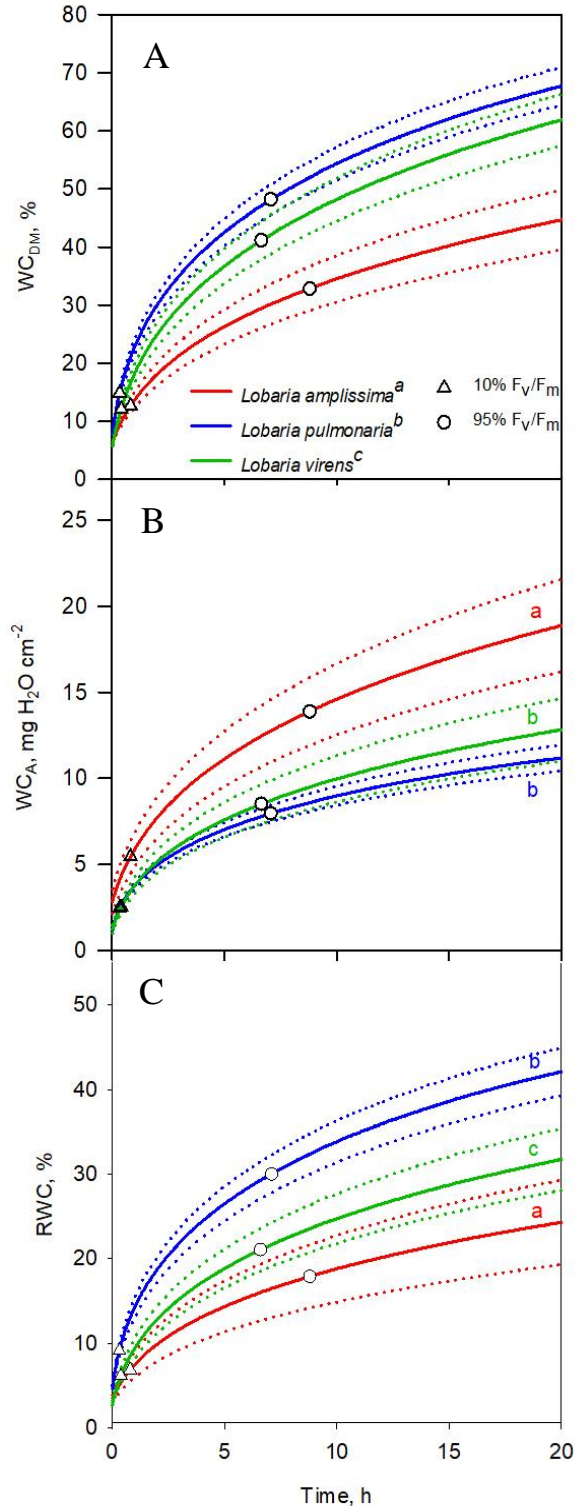 80
A
70
60
50
WC_DM, %
40
30
20
Lobaria amplissima^a
10% F_v/F_m
Lobaria pulmonaria^b
95% F_v/F_m
10
Lobaria virens^c
0
B
25
20
a
15
WC_A, mg H₂O cm⁻²
b
10
b
5
0
C
50
b
40
c
30
RWC, %
a
20
10
0
0 5 10 15 20
Time, h